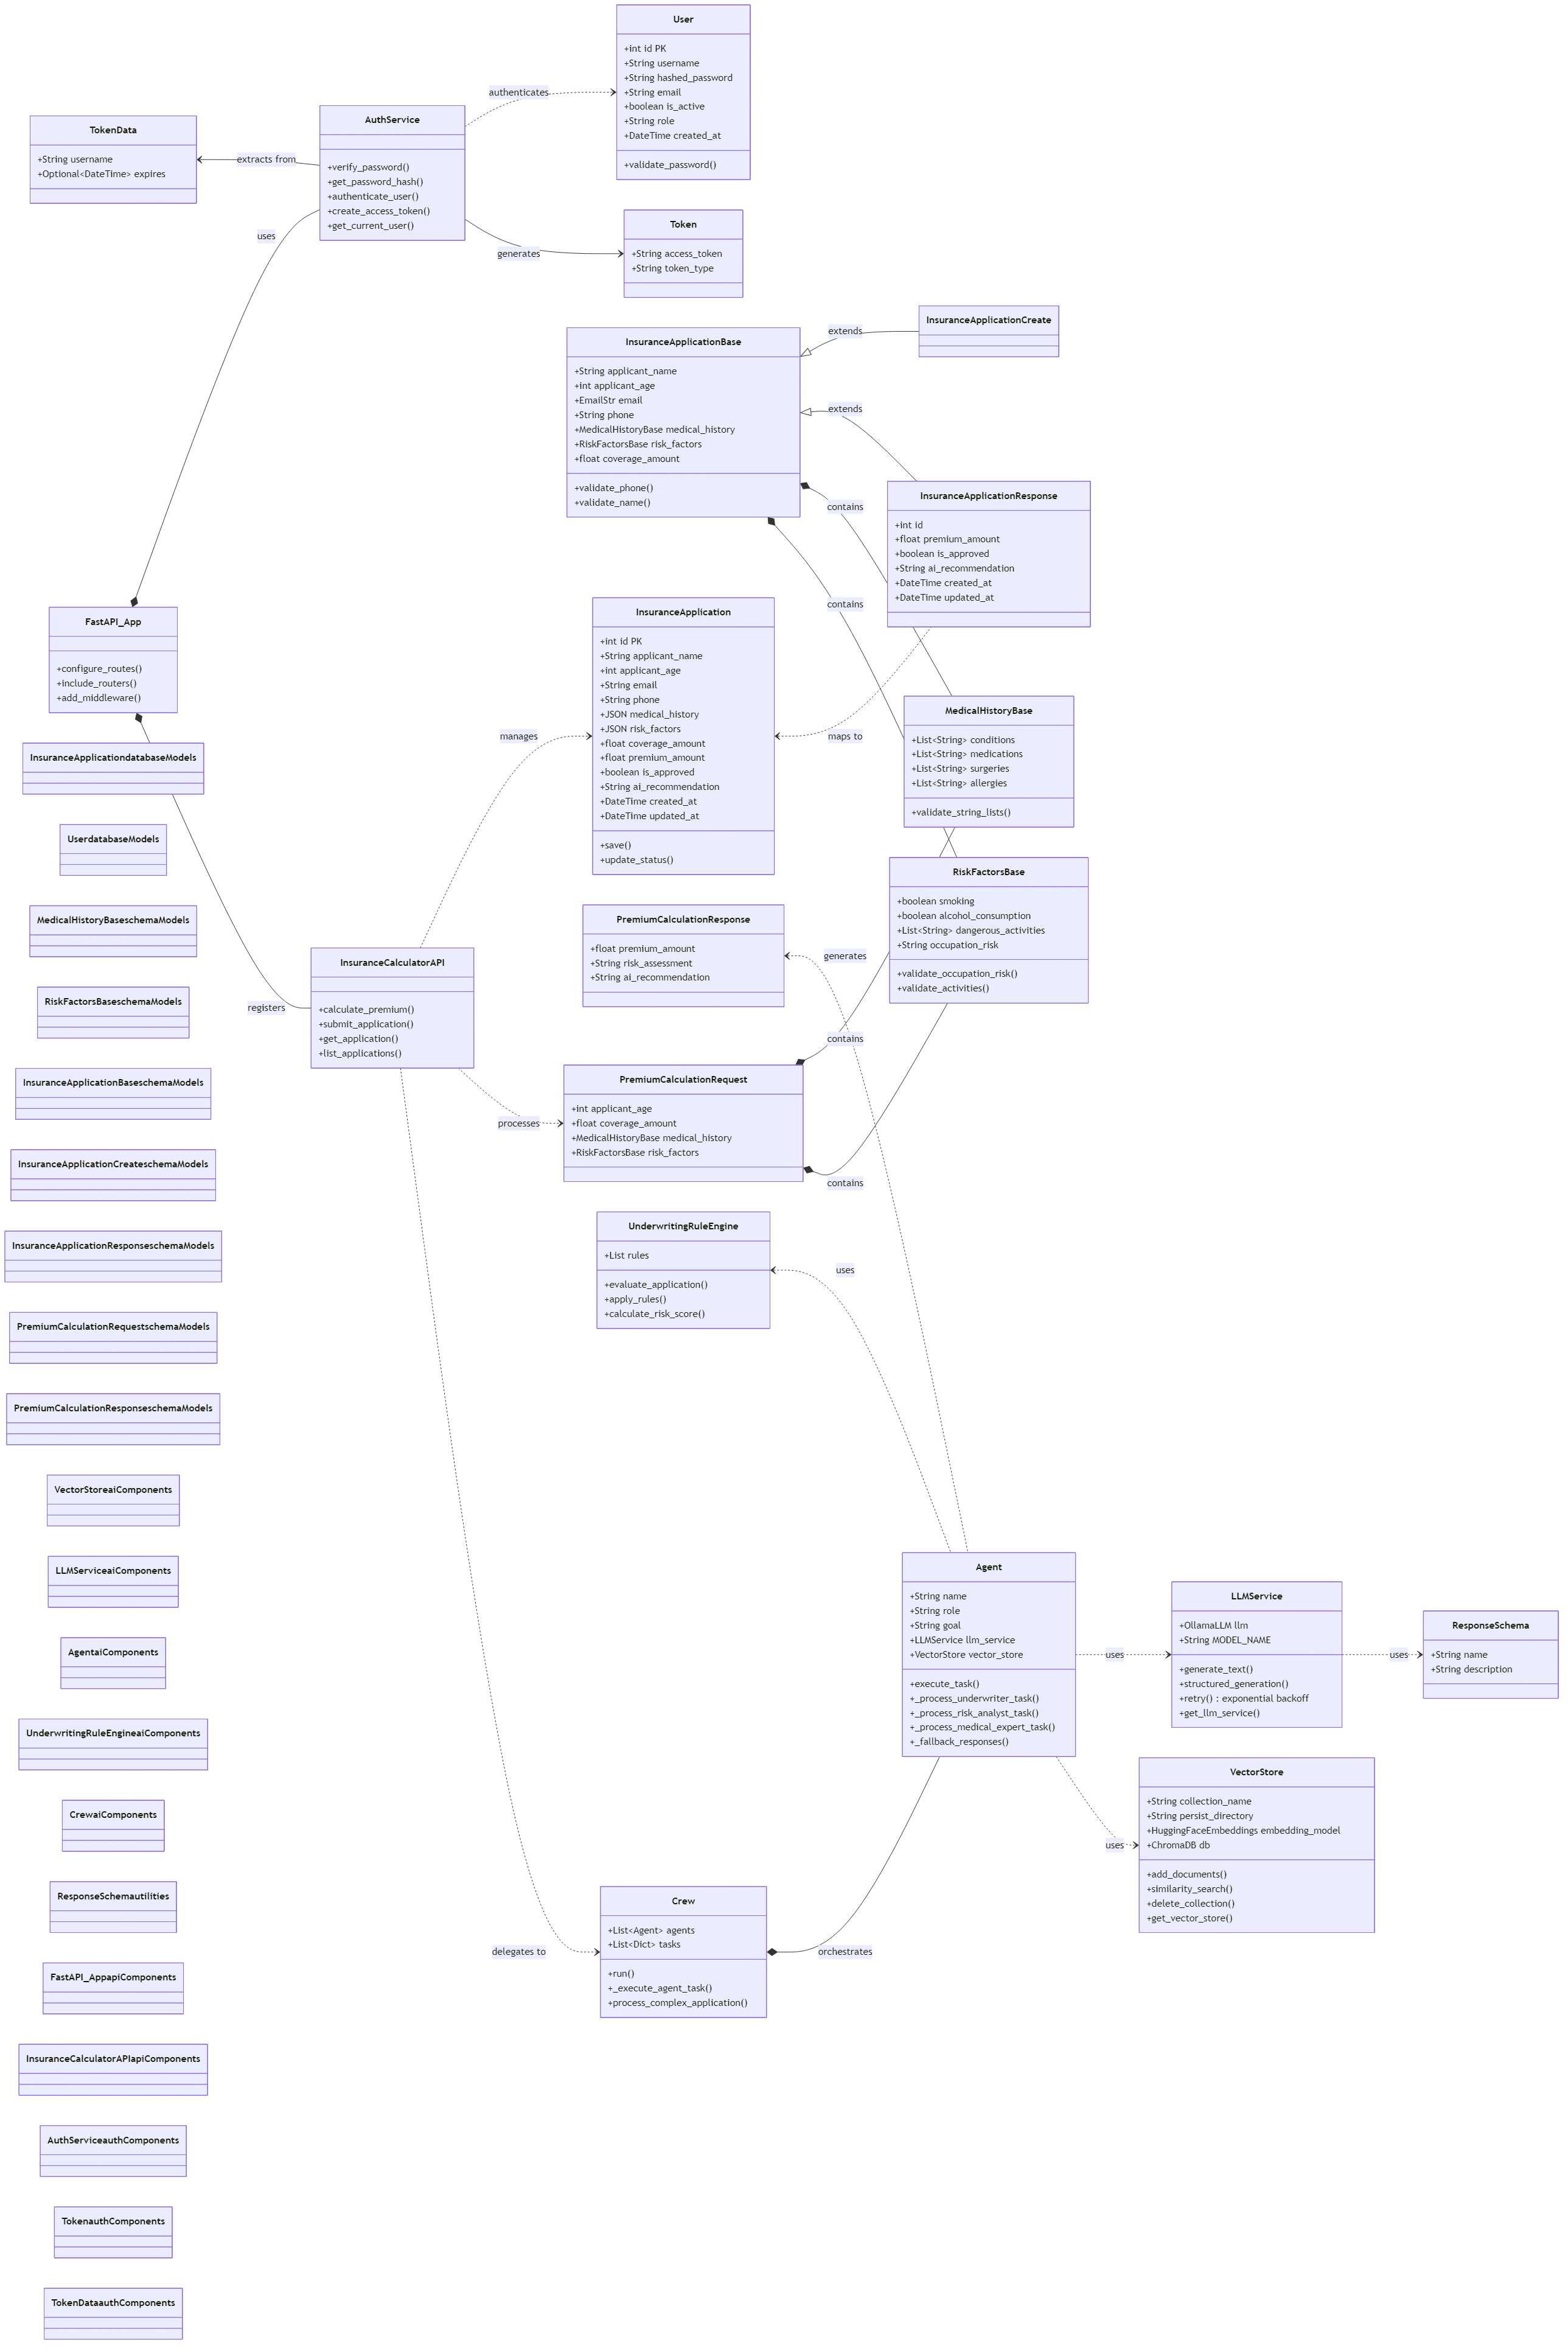 User
+int id PK
+String username
+String hashed_password
+String email
+boolean is_active
+String role
+DateTime created_at
+validate_password()
authenticates
AuthService
+verify_password()
+get_password_hash()
+authenticate_user()
+create_access_token()
+get_current_user()
TokenData
+String username
+Optional<DateTime> expires
extracts from
uses
generates
Token
+String access_token
+String token_type
InsuranceApplicationCreate
extends
InsuranceApplicationBase
+String applicant_name
+int applicant_age
+EmailStr email
+String phone
+MedicalHistoryBase medical_history
+RiskFactorsBase risk_factors
+float coverage_amount
+validate_phone()
+validate_name()
extends
contains
contains
InsuranceApplicationResponse
+int id
+float premium_amount
+boolean is_approved
+String ai_recommendation
+DateTime created_at
+DateTime updated_at
FastAPI_App
+configure_routes()
+include_routers()
+add_middleware()
InsuranceApplication
+int id PK
+String applicant_name
+int applicant_age
+String email
+String phone
+JSON medical_history
+JSON risk_factors
+float coverage_amount
+float premium_amount
+boolean is_approved
+String ai_recommendation
+DateTime created_at
+DateTime updated_at
+save()
+update_status()
manages
maps to
MedicalHistoryBase
+List<String> conditions
+List<String> medications
+List<String> surgeries
+List<String> allergies
+validate_string_lists()
InsuranceApplicationdatabaseModels
UserdatabaseModels
MedicalHistoryBaseschemaModels
RiskFactorsBase
+boolean smoking
+boolean alcohol_consumption
+List<String> dangerous_activities
+String occupation_risk
+validate_occupation_risk()
+validate_activities()
PremiumCalculationResponse
+float premium_amount
+String risk_assessment
+String ai_recommendation
generates
InsuranceCalculatorAPI
+calculate_premium()
+submit_application()
+get_application()
+list_applications()
registers
RiskFactorsBaseschemaModels
contains
InsuranceApplicationBaseschemaModels
PremiumCalculationRequest
+int applicant_age
+float coverage_amount
+MedicalHistoryBase medical_history
+RiskFactorsBase risk_factors
processes
contains
InsuranceApplicationCreateschemaModels
InsuranceApplicationResponseschemaModels
UnderwritingRuleEngine
+List rules
+evaluate_application()
+apply_rules()
+calculate_risk_score()
uses
PremiumCalculationRequestschemaModels
PremiumCalculationResponseschemaModels
VectorStoreaiComponents
LLMServiceaiComponents
AgentaiComponents
Agent
+String name
+String role
+String goal
+LLMService llm_service
+VectorStore vector_store
+execute_task()
+_process_underwriter_task()
+_process_risk_analyst_task()
+_process_medical_expert_task()
+_fallback_responses()
uses
LLMService
+OllamaLLM llm
+String MODEL_NAME
+generate_text()
+structured_generation()
+retry() : exponential backoff
+get_llm_service()
uses
ResponseSchema
+String name
+String description
UnderwritingRuleEngineaiComponents
CrewaiComponents
uses
VectorStore
+String collection_name
+String persist_directory
+HuggingFaceEmbeddings embedding_model
+ChromaDB db
+add_documents()
+similarity_search()
+delete_collection()
+get_vector_store()
ResponseSchemautilities
delegates to
Crew
+List<Agent> agents
+List<Dict> tasks
+run()
+_execute_agent_task()
+process_complex_application()
orchestrates
FastAPI_AppapiComponents
InsuranceCalculatorAPIapiComponents
AuthServiceauthComponents
TokenauthComponents
TokenDataauthComponents